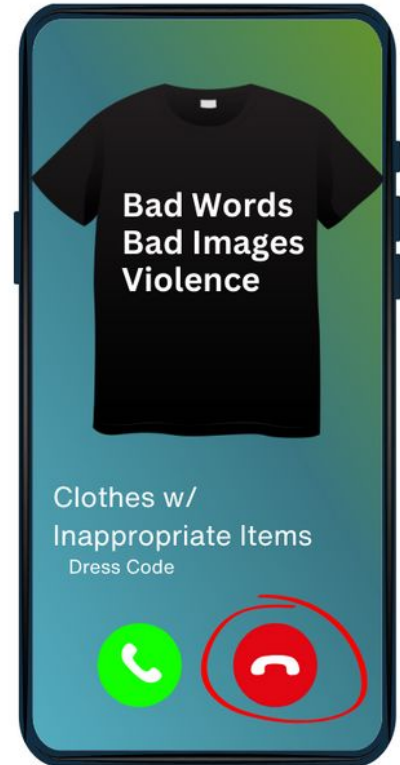 Bad Words
Bad Images
Violence
Clothes w/
Inappropriate Items
Dress Code